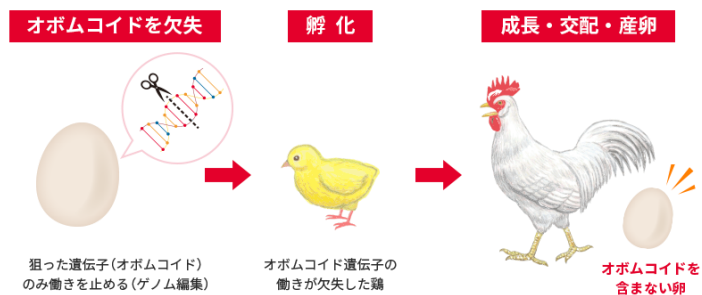 オボムコイドを欠失
孵 化
成長・交配・産卵
狙った遺伝子（オボムコイド）
のみ働きを止める（ゲノム編集）
オボムコイド遺伝子の
働きが欠失した鶏
オボムコイドを
含まない卵